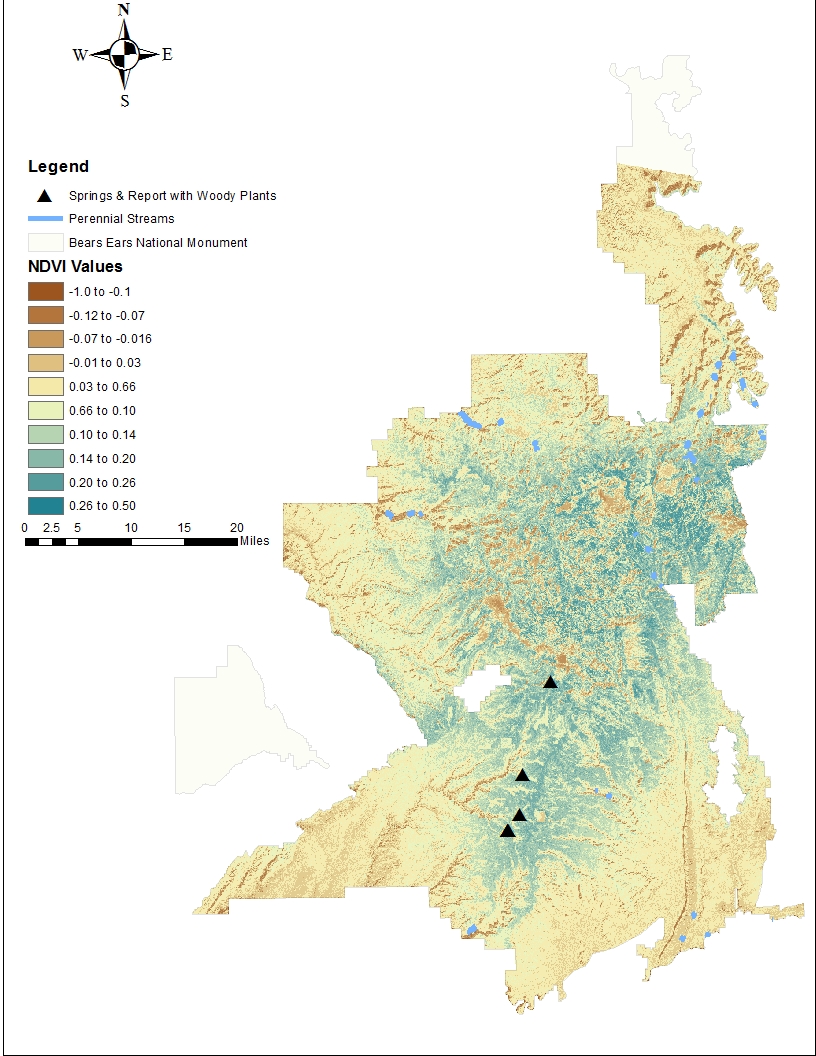 N
W E
S
Legend
Springs & Report with Woody Plants
Perennial Streams
Bears Ears National Monument
NDVI Values
-1.0 to -0.1
-0.12 to -0.07
-0.07 to -0.016
-0.01 to 0.03
0.03 to 0.66
0.66 to 0.10
0.10 to 0.14
0.14 to 0.20
0.20 to 0.26
0.26 to 0.50
0 2.5 5 10 15 20
Miles